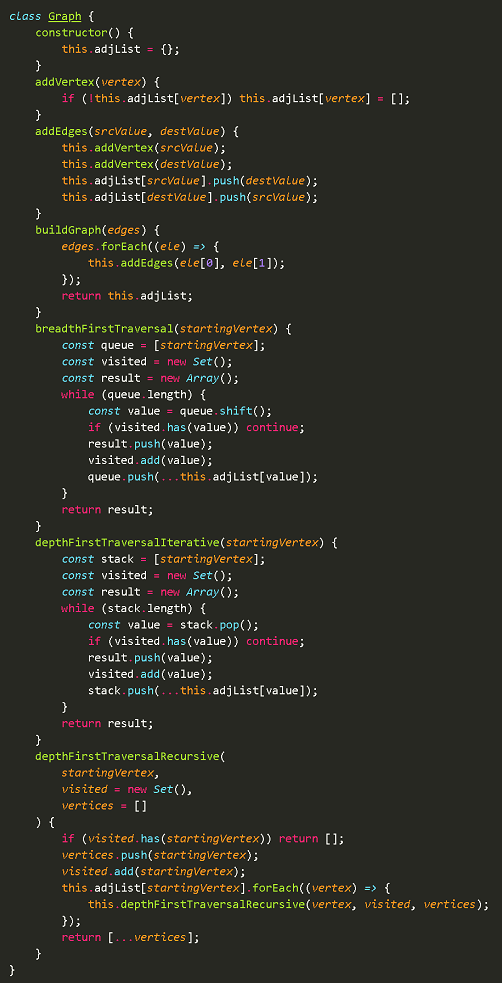 class Graph {
    constructor() {
        this.adjList = {};
    }
    addVertex(vertex) {
        if (!this.adjList[vertex]) this.adjList[vertex] = [];
    }
    addEdges(srcValue, destValue) {
        this.addVertex(srcValue);
        this.addVertex(destValue);
        this.adjList[srcValue].push(destValue);
        this.adjList[destValue].push(srcValue);
    }
    buildGraph(edges) {
        edges.forEach((ele) => {
            this.addEdges(ele[0], ele[1]);
        });
        return this.adjList;
    }
    breadthFirstTraversal(startingVertex) {
        const queue = [startingVertex];
        const visited = new Set();
        const result = new Array();
        while (queue.length) {
            const value = queue.shift();
            if (visited.has(value)) continue;
            result.push(value);
            visited.add(value);
            queue.push(...this.adjList[value]);
        }
        return result;
    }
    depthFirstTraversalIterative(startingVertex) {
        const stack = [startingVertex];
        const visited = new Set();
        const result = new Array();
        while (stack.length) {
            const value = stack.pop();
            if (visited.has(value)) continue;
            result.push(value);
            visited.add(value);
            stack.push(...this.adjList[value]);
        }
        return result;
    }
    depthFirstTraversalRecursive(
        startingVertex,
        visited = new Set(),
        vertices = []
    ) {
        if (visited.has(startingVertex)) return [];
        vertices.push(startingVertex);
        visited.add(startingVertex);
        this.adjList[startingVertex].forEach((vertex) => {
            this.depthFirstTraversalRecursive(vertex, visited, vertices);
        });
        return [...vertices];
    }
}